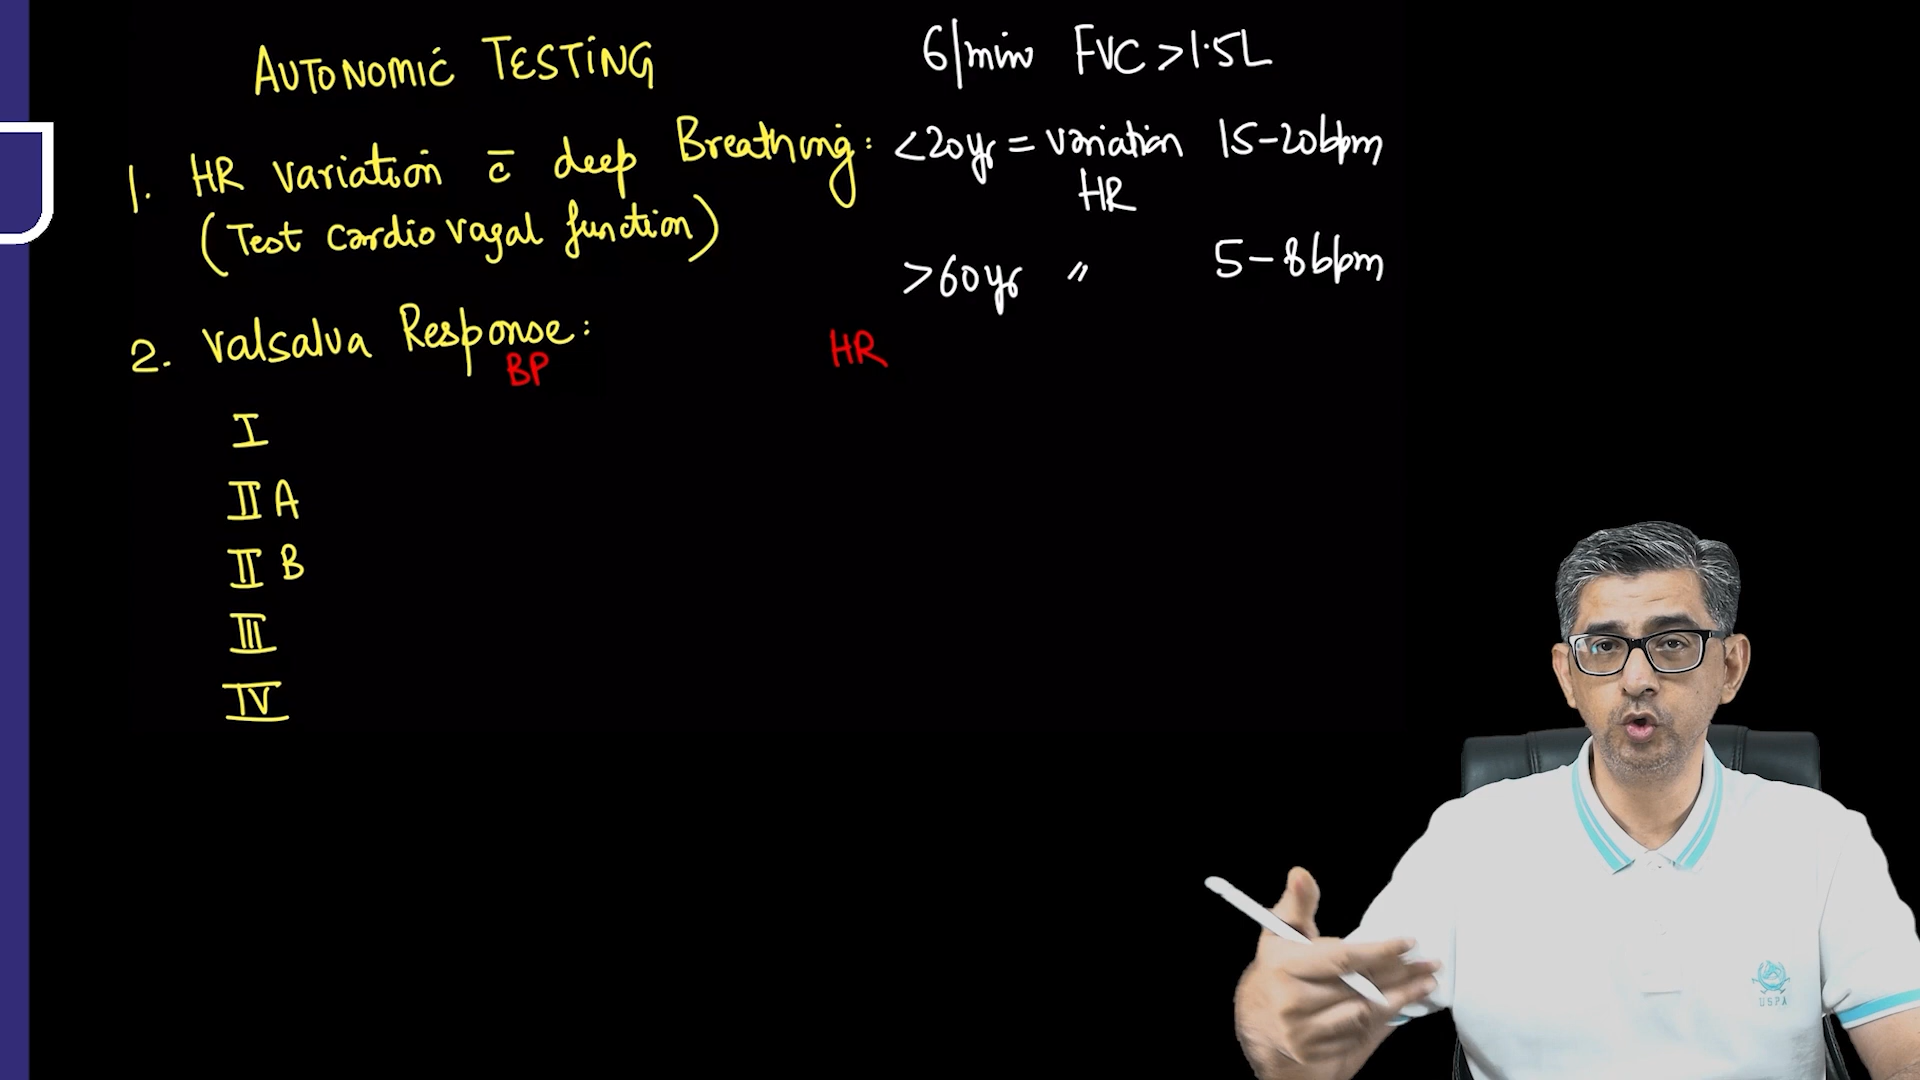 AUTONOMIC TESTING
6/min FVC >1.5L
1. HR variation c̄ deep Breathing: <20yr = variation 15-20bpm
HR
(Test cardio vagal function)
>60yr " 5-8bpm
2. Valsalva Response:
BP
HR
I
II A
II B
III
IV
USPA